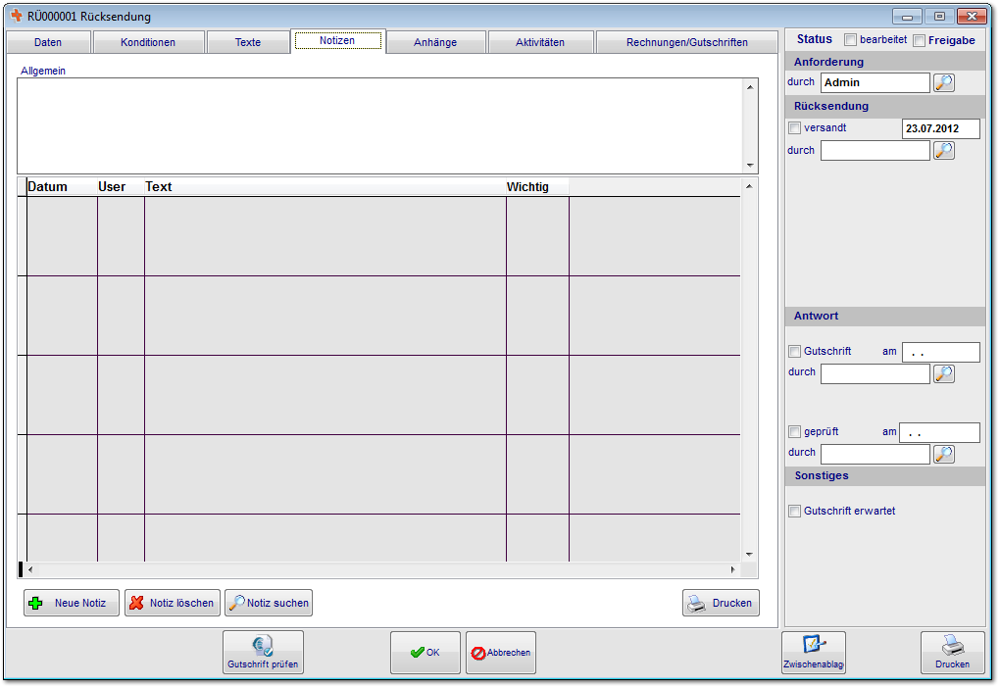 RÜ000001 Rücksendung
Daten Konditionen Texte Notizen Anhänge Aktivitäten Rechnungen/Gutschriften
Allgemein
Datum User Text Wichtig
Neue Notiz Notiz löschen Notiz suchen Drucken
Status bearbeitet Freigabe
Anforderung
durch Admin
Rücksendung
versandt 23.07.2012
durch
Antwort
Gutschrift am . .
durch
geprüft am . .
durch
Sonstiges
Gutschrift erwartet
Gutschrift prüfen OK Abbrechen Zwischenablag Drucken